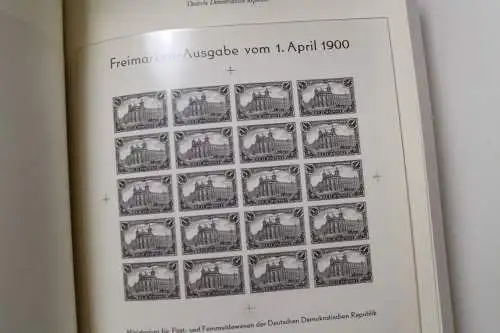 Deutsche Demokratische Republik
Freimarken-Ausgabe vom 1. April 1900
Ministerium für Post- und Fernmeldewesen der Deutschen Demokratischen Republik